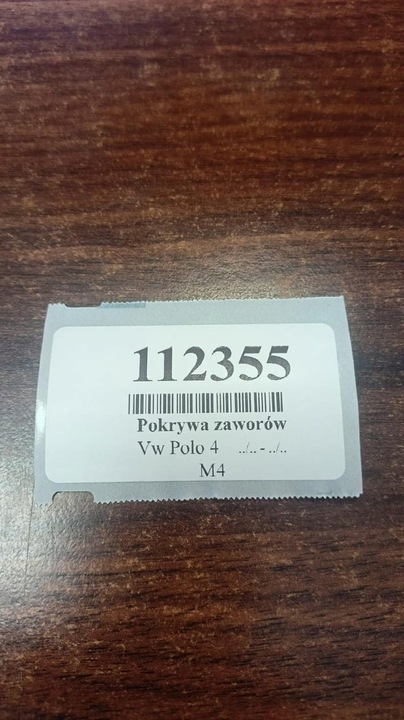 112355
Pokrywa zaworów
Vw Polo 4 ../.. - ../..
M4